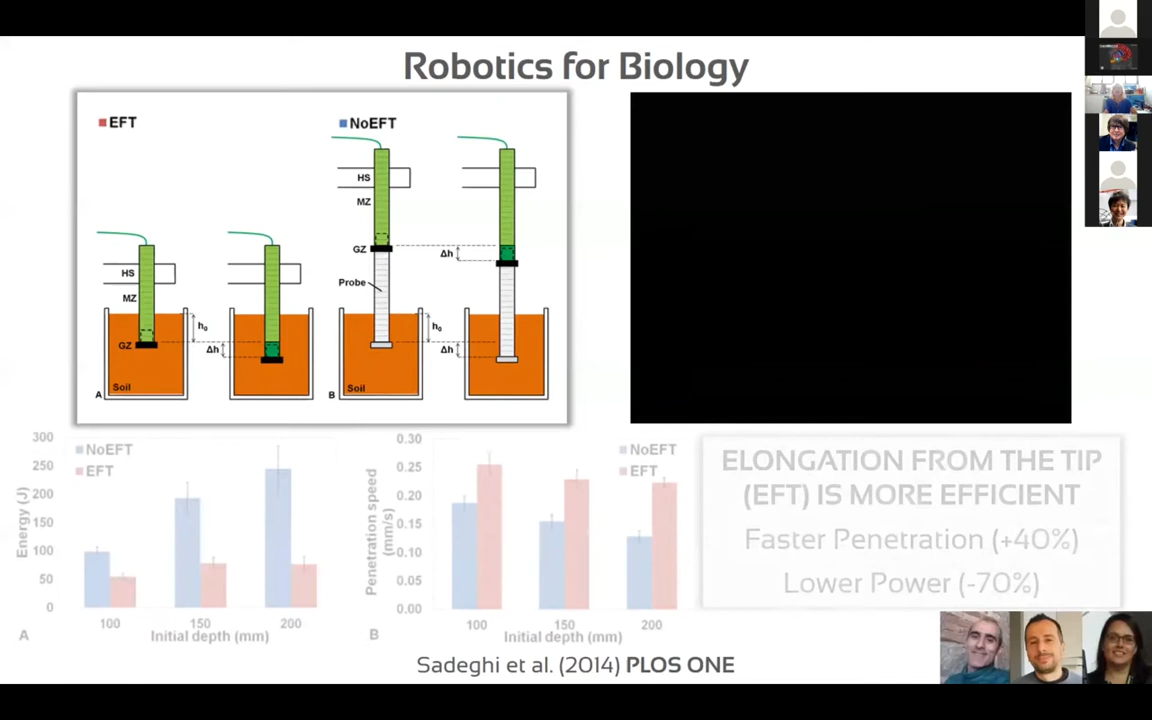 Robotics for Biology
EFT
NoEFT
HS
MZ
GZ
Δh
HS
Probe
MZ
h₀
h₀
GZ
Δh
Δh
Soil
Soil
A
B
300
250
200
150
100
50
0
Energy (J)
NoEFT
EFT
100
150
200
Initial depth (mm)
A
0.30
0.25
0.20
0.15
0.10
0.05
0.00
Penetration speed
(mm/s)
NoEFT
EFT
100
150
200
Initial depth (mm)
B
ELONGATION FROM THE TIP
(EFT) IS MORE EFFICIENT
Faster Penetration (+40%)
Lower Power (-70%)
Sadeghi et al. (2014) PLOS ONE